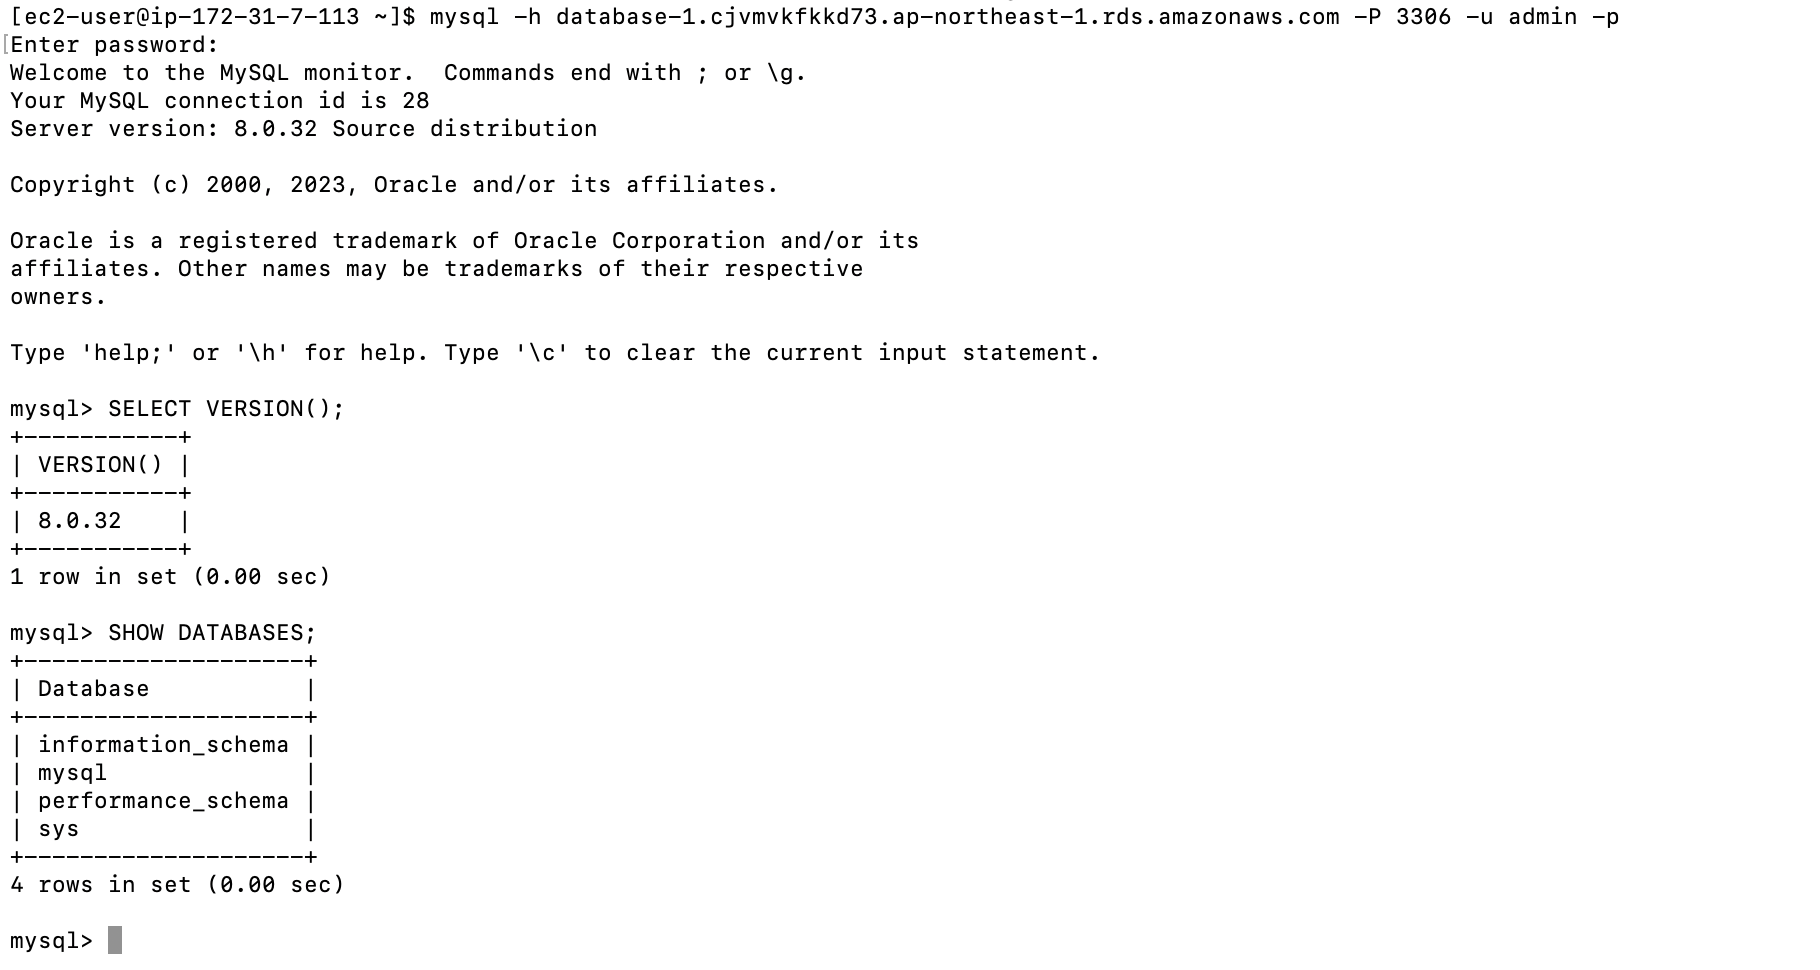 [ec2-user@ip-172-31-7-113 ~]$ mysql -h database-1.cjvmvkfkkd73.ap-northeast-1.rds.amazonaws.com -P 3306 -u admin -p
[Enter password:
Welcome to the MySQL monitor.  Commands end with ; or \g.
Your MySQL connection id is 28
Server version: 8.0.32 Source distribution

Copyright (c) 2000, 2023, Oracle and/or its affiliates.

Oracle is a registered trademark of Oracle Corporation and/or its
affiliates. Other names may be trademarks of their respective
owners.

Type 'help;' or '\h' for help. Type '\c' to clear the current input statement.

mysql> SELECT VERSION();
+-----------+
| VERSION() |
+-----------+
| 8.0.32    |
+-----------+
1 row in set (0.00 sec)

mysql> SHOW DATABASES;
+--------------------+
| Database           |
+--------------------+
| information_schema |
| mysql              |
| performance_schema |
| sys                |
+--------------------+
4 rows in set (0.00 sec)

mysql>